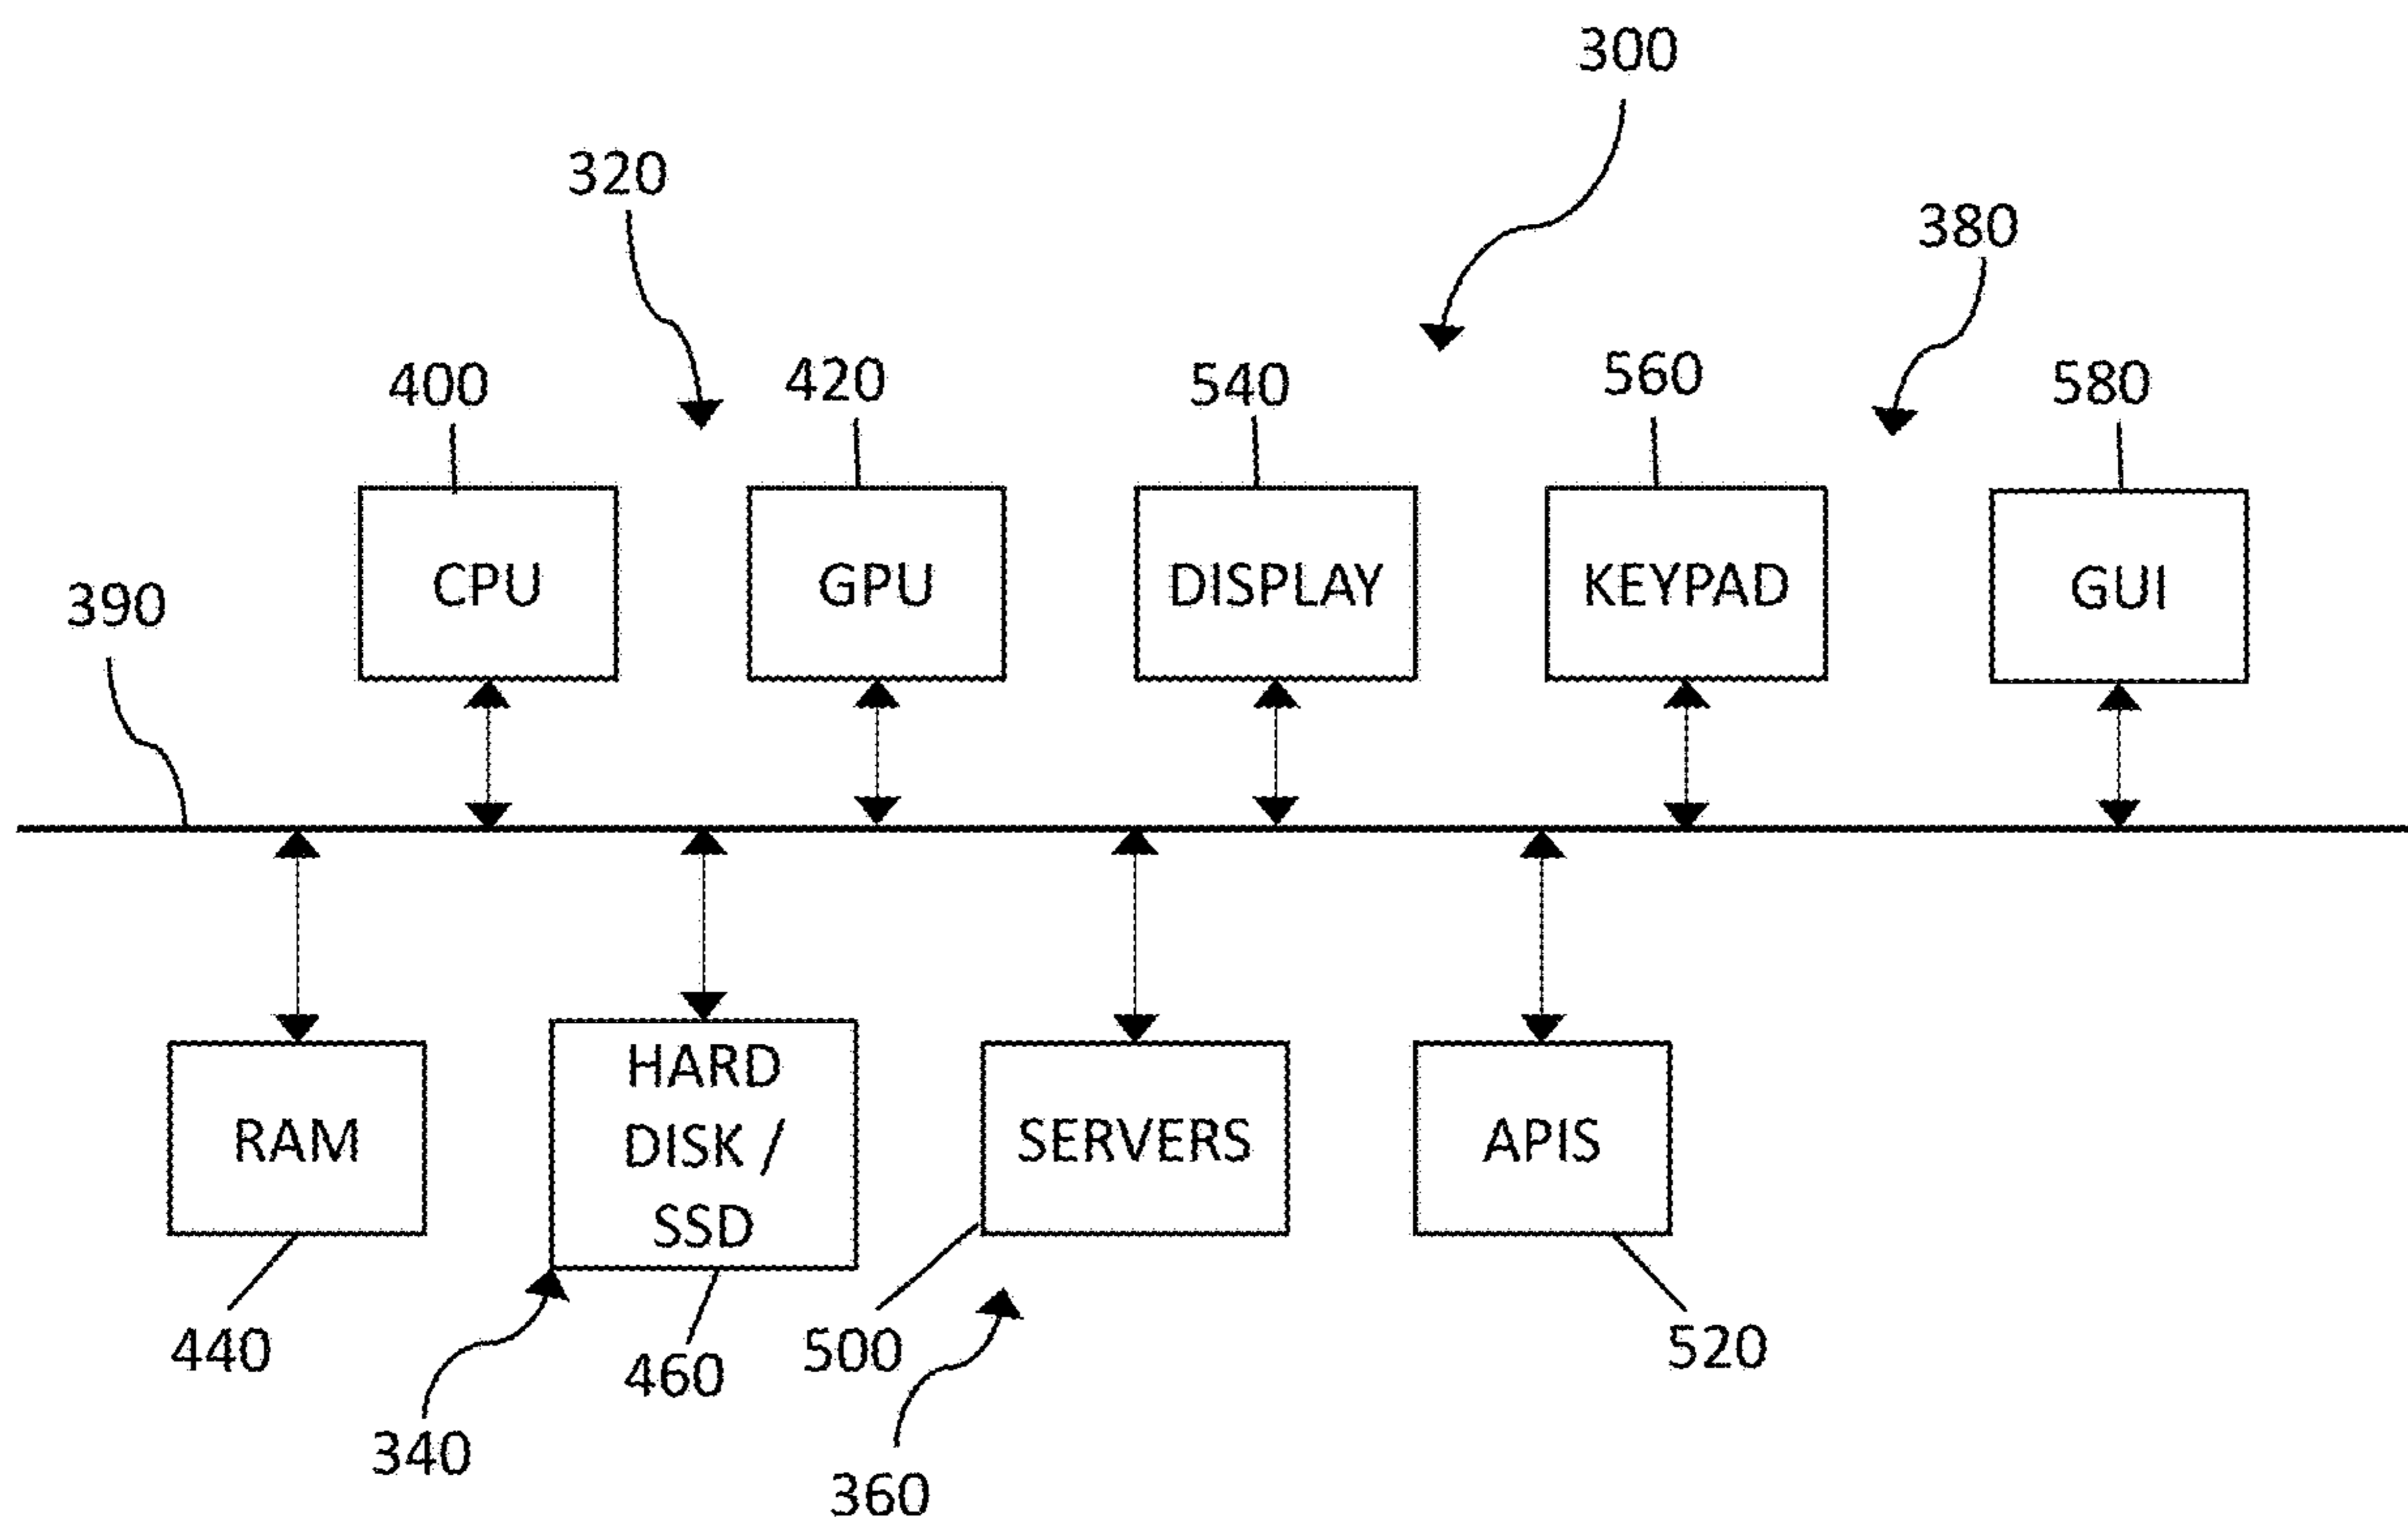 300
320
380
400
420
540
560
580
CPU
GPU
DISPLAY
KEYPAD
GUI
390
RAM
HARD
DISK /
SSD
SERVERS
APIS
440
460
500
520
340
360